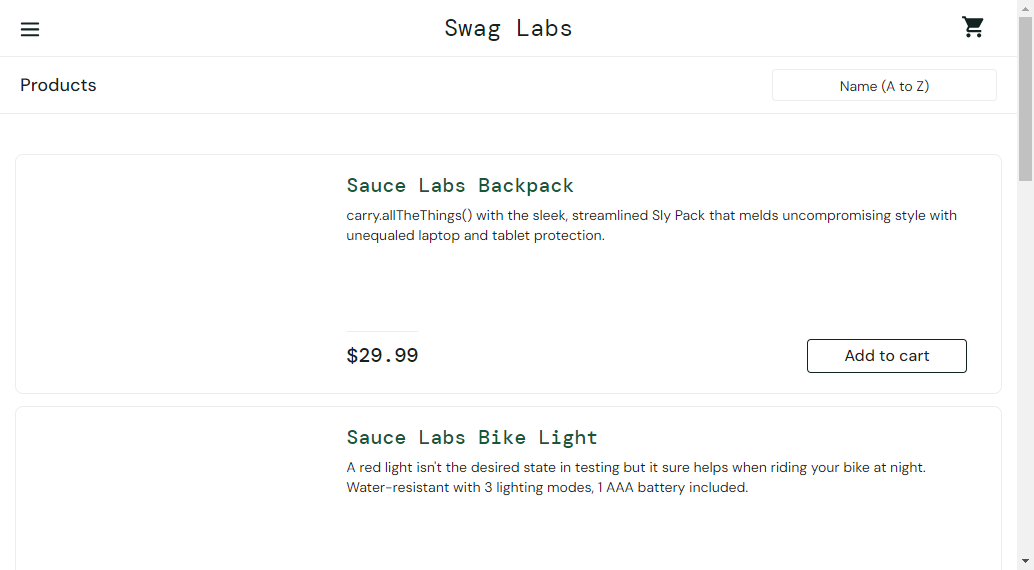 Swag Labs
Products
Name (A to Z)
Sauce Labs Backpack
carry.allTheThings() with the sleek, streamlined Sly Pack that melds uncompromising style with
unequaled laptop and tablet protection.
$29.99
Add to cart
Sauce Labs Bike Light
A red light isn't the desired state in testing but it sure helps when riding your bike at night.
Water-resistant with 3 lighting modes, 1 AAA battery included.